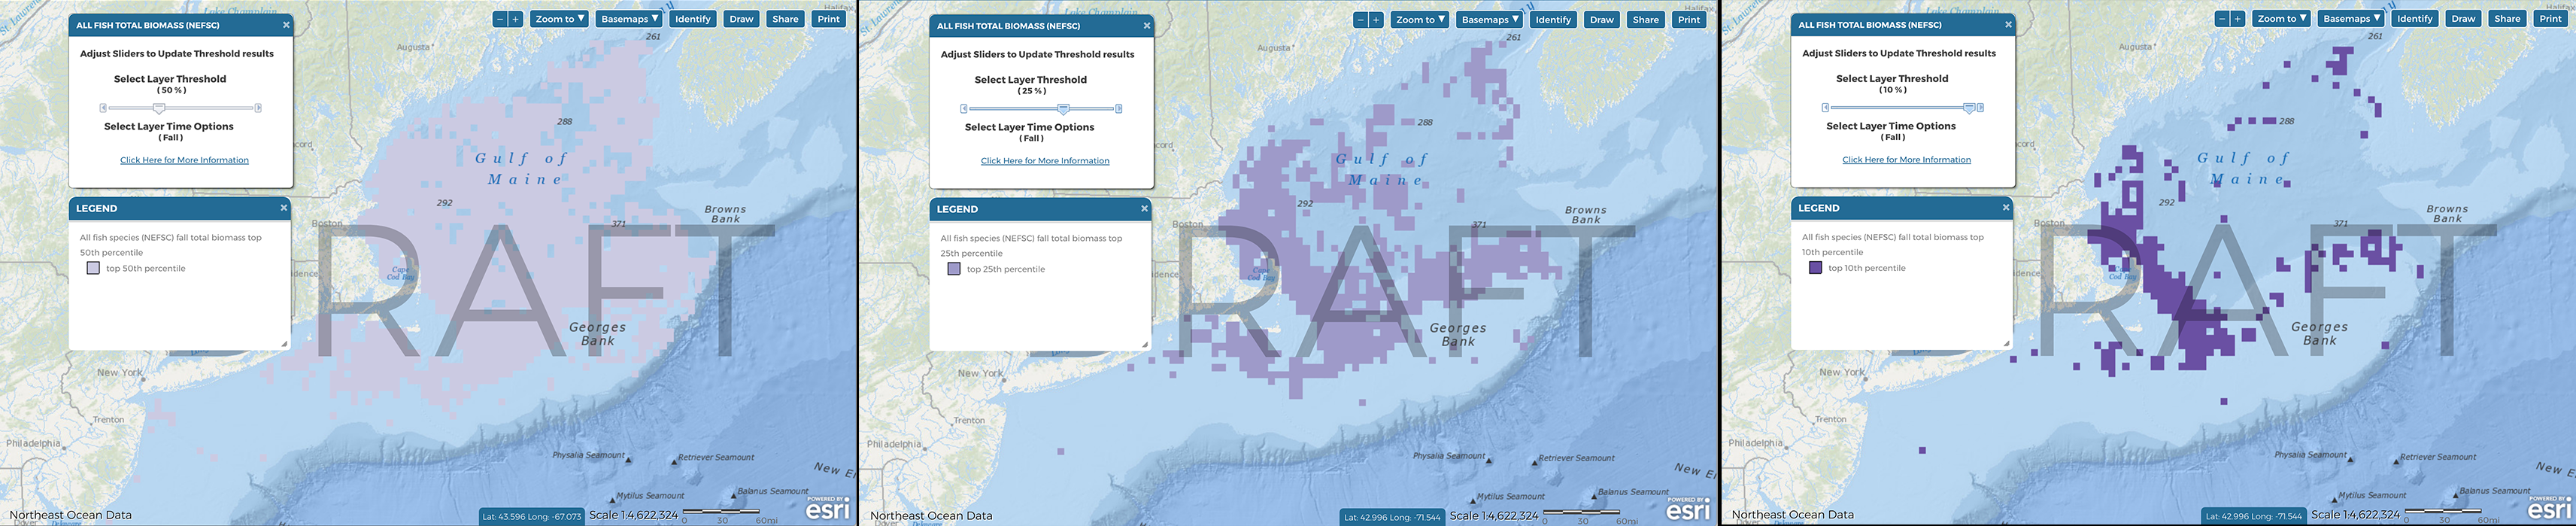 ALL FISH TOTAL BIOMASS (NEFSC) ×
Adjust Sliders to Update Threshold results
Select Layer Threshold
(50 %)
Select Layer Time Options
(Fall)
Click Here for More Information
LEGEND ×
All fish species (NEFSC) fall total biomass top
50th percentile
top 50th percentile
− + Zoom to ▼ Basemaps ▼ Identify Draw Share Print
Lake Champlain
Halifax
Augusta
261
288
Gulf of
Maine
292
371
Browns
Bank
Boston
Cape
Cod Bay
Georges
Bank
New York
Trenton
Philadelphia
Physalia Seamount
Retriever Seamount
New E
Mytilus Seamount
Balanus Seamount
DRAFT
Northeast Ocean Data
Lat: 43.596 Long: -67.073
Scale 1:4,622,324
0 30 60mi
POWERED BY
esri
ALL FISH TOTAL BIOMASS (NEFSC) ×
Adjust Sliders to Update Threshold results
Select Layer Threshold
(25 %)
Select Layer Time Options
(Fall)
Click Here for More Information
LEGEND ×
All fish species (NEFSC) fall total biomass top
25th percentile
top 25th percentile
− + Zoom to ▼ Basemaps ▼ Identify Draw Share Print
Augusta
261
288
Gulf of
Maine
292
371
Browns
Bank
Boston
Cape
Cod Bay
Georges
Bank
New York
Trenton
Philadelphia
Physalia Seamount
Retriever Seamount
New E
Mytilus Seamount
Balanus Seamount
RAFT
Northeast Ocean Data
Lat: 42.996 Long: -71.544
Scale 1:4,622,324
0 30 60mi
POWERED BY
esri
ALL FISH TOTAL BIOMASS (NEFSC) ×
Adjust Sliders to Update Threshold results
Select Layer Threshold
(10 %)
Select Layer Time Options
(Fall)
Click Here for More Information
LEGEND ×
All fish species (NEFSC) fall total biomass top
10th percentile
top 10th percentile
− + Zoom to ▼ Basemaps ▼ Identify Draw Share Print
Augusta
261
288
Gulf of
Maine
292
371
Browns
Bank
Boston
Georges
Bank
New York
Trenton
Philadelphia
Physalia Seamount
Retriever Seamount
New E
Mytilus Seamount
Balanus Seamount
RAFT
Northeast Ocean Data
Lat: 42.996 Long: -71.544
Scale 1:4,622,324
0 30 60mi
POWERED BY
esri